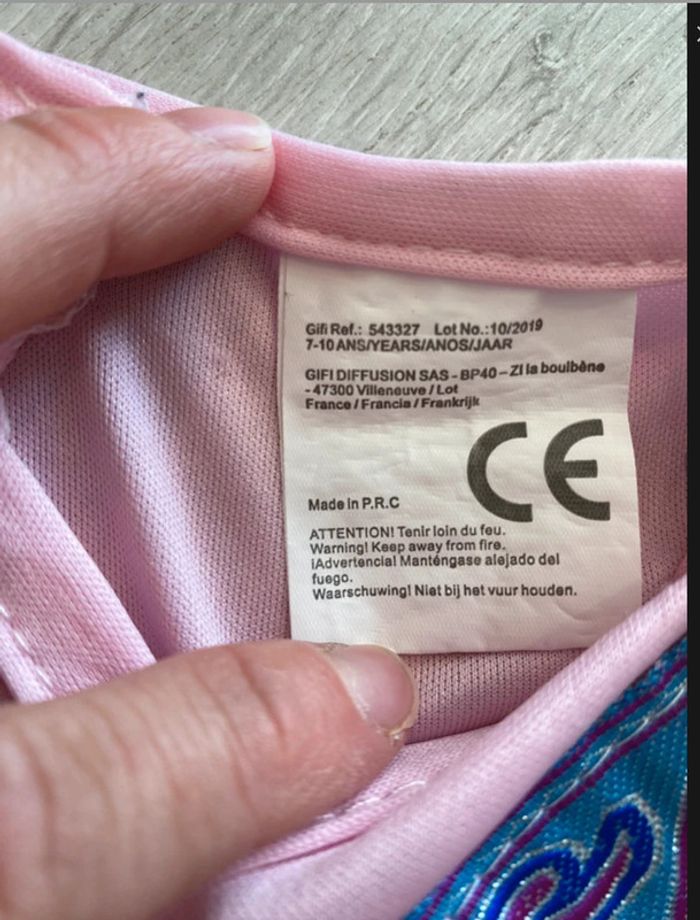 Gifi Ref.: 543327 Lot No.:10/2019
7-10 ANS/YEARS/ANOS/JAAR
GIFI DIFFUSION SAS - BP40 - ZI la boulbène
- 47300 Villeneuve / Lot
France / Francia / Frankrijk
CE
Made in P.R.C
ATTENTION! Tenir loin du feu.
Warning! Keep away from fire.
¡Advertencia! Manténgase alejado del
fuego.
Waarschuwing! Niet bij het vuur houden.